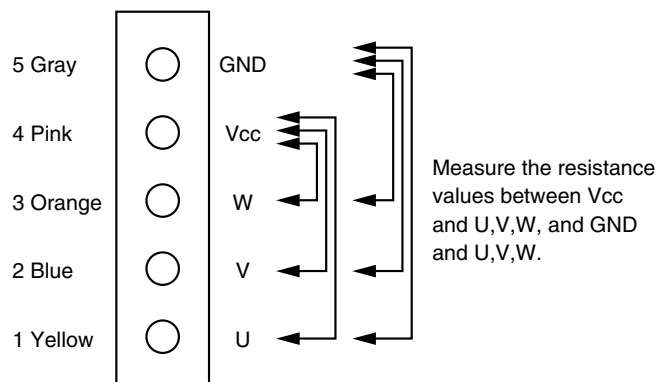 5 Gray GND
4 Pink Vcc
3 Orange W
2 Blue V
1 Yellow U
Measure the resistance
values between Vcc
and U,V,W, and GND
and U,V,W.